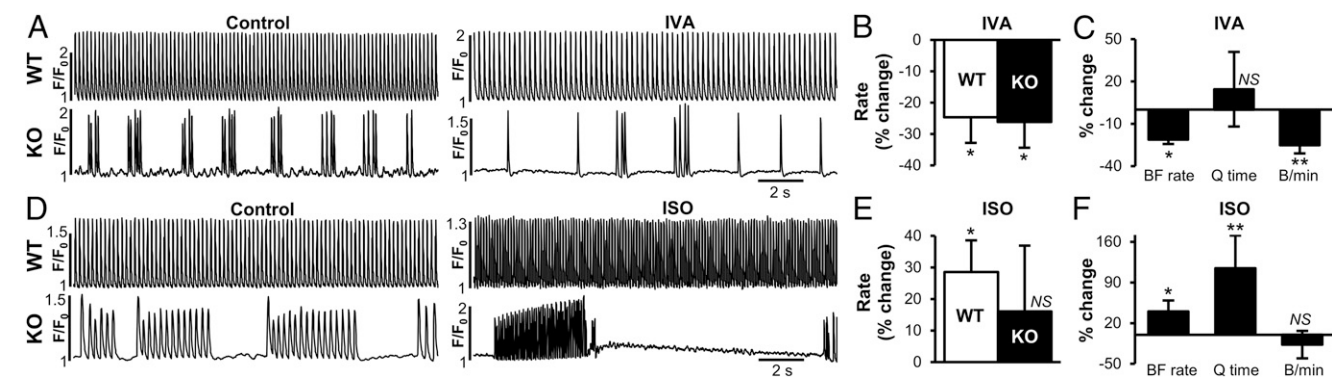 A Control IVA B IVA C IVA
WT F/F0 2 1 2 1
KO F/F0 2 1 1.5 1
2 s
Rate (% change) 0 -10 -20 -30 -40
WT KO
* *
% change 50 20 -10 -40
NS
* **
BF rate Q time B/min
D Control ISO E ISO F ISO
WT F/F0 1.5 1 1.3 1
KO F/F0 1.5 1 2 1
2 s
Rate (% change) 40 30 20 10 0
* NS
WT KO
% change 160 90 20 -50
* ** NS
BF rate Q time B/min